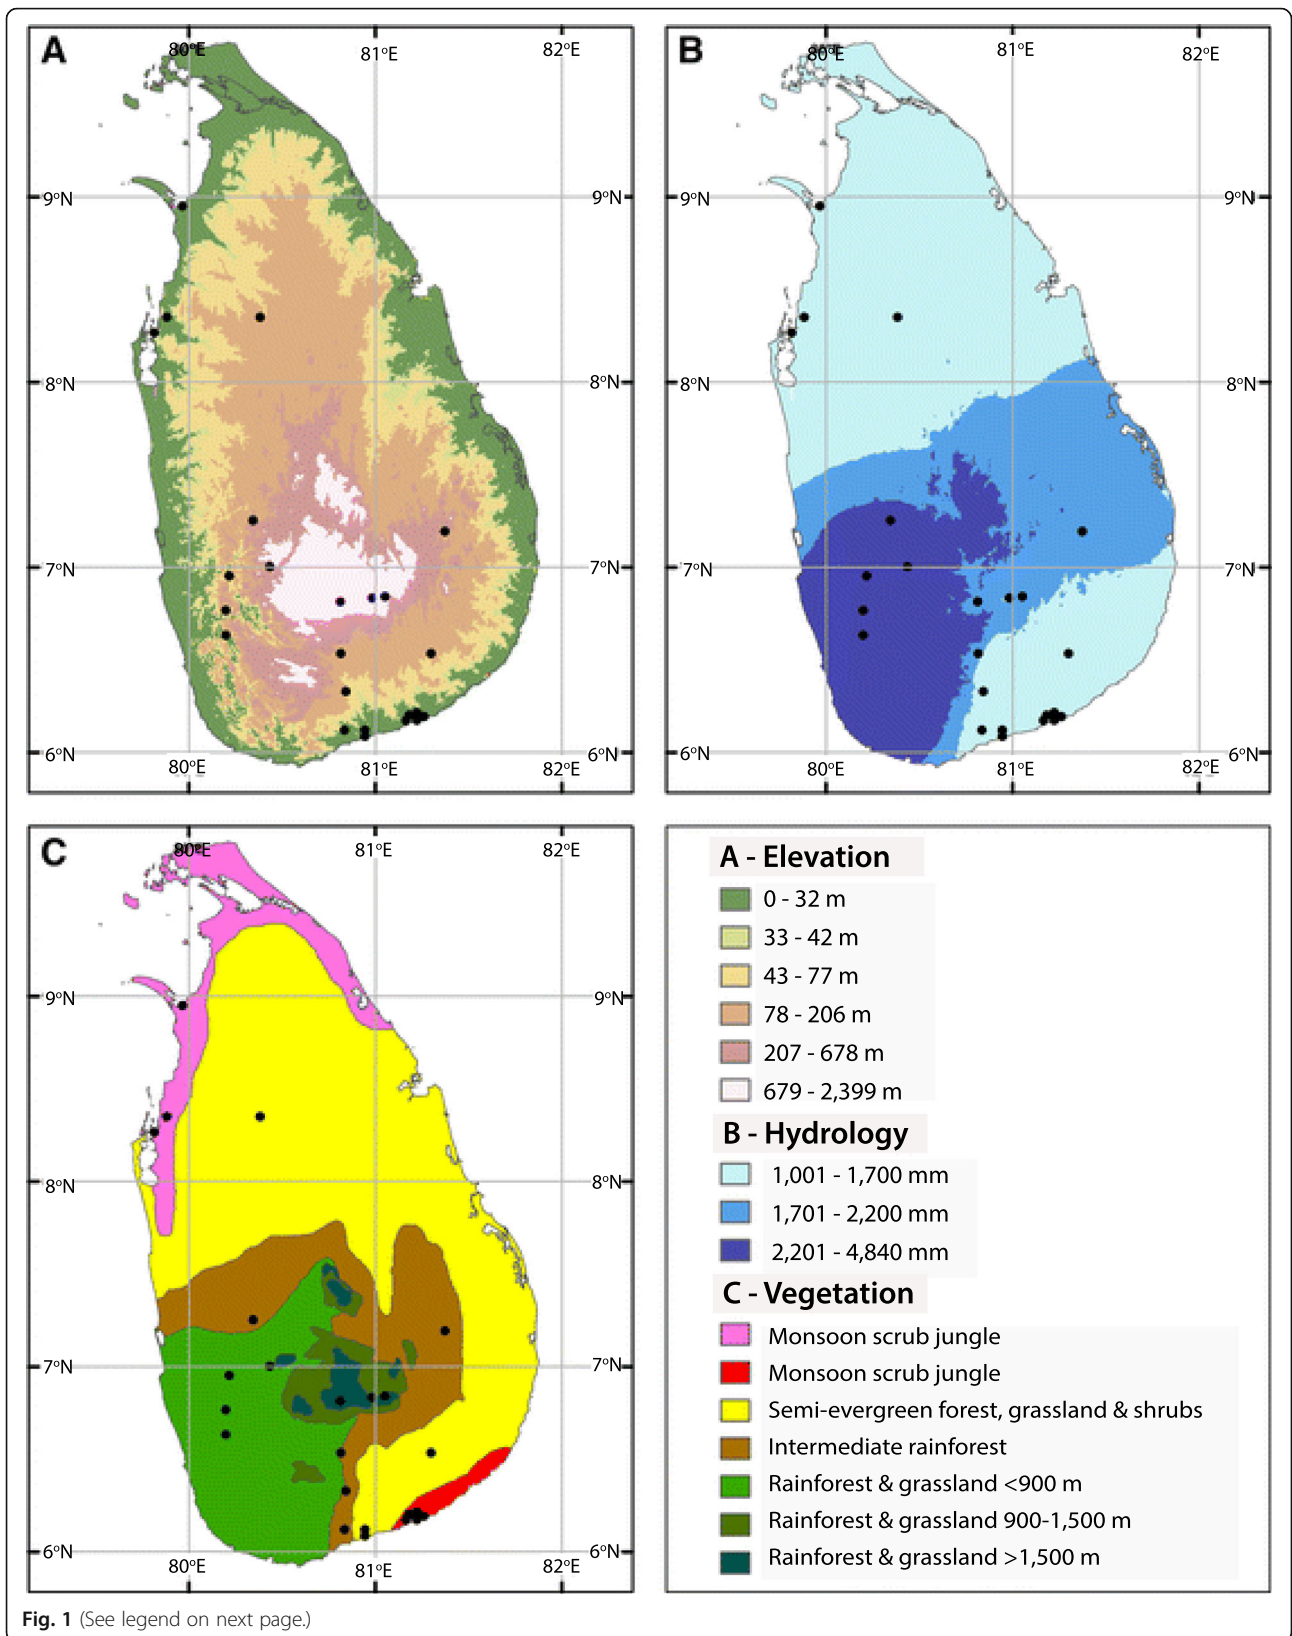 A
80°E
81°E
82°E
9°N
9°N
8°N
8°N
7°N
7°N
6°N
6°N
80°E
81°E
82°E
B
80°E
81°E
82°E
9°N
9°N
8°N
8°N
7°N
7°N
6°N
6°N
80°E
81°E
82°E
C
80°E
81°E
82°E
9°N
9°N
8°N
8°N
7°N
7°N
6°N
6°N
80°E
81°E
82°E
A - Elevation
0 - 32 m
33 - 42 m
43 - 77 m
78 - 206 m
207 - 678 m
679 - 2,399 m
B - Hydrology
1,001 - 1,700 mm
1,701 - 2,200 mm
2,201 - 4,840 mm
C - Vegetation
Monsoon scrub jungle
Monsoon scrub jungle
Semi-evergreen forest, grassland & shrubs
Intermediate rainforest
Rainforest & grassland <900 m
Rainforest & grassland 900-1,500 m
Rainforest & grassland >1,500 m
Fig. 1 (See legend on next page.)